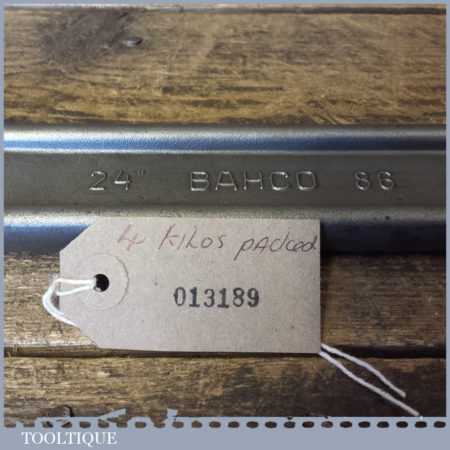 24" BAHCO 86
4 KILOS PACKED
013189
TOOLTIQUE